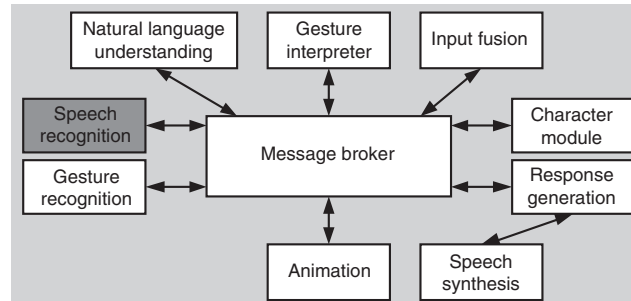 Natural language
understanding
Gesture
interpreter
Input fusion
Speech
recognition
Message broker
Character
module
Gesture
recognition
Response
generation
Animation
Speech
synthesis